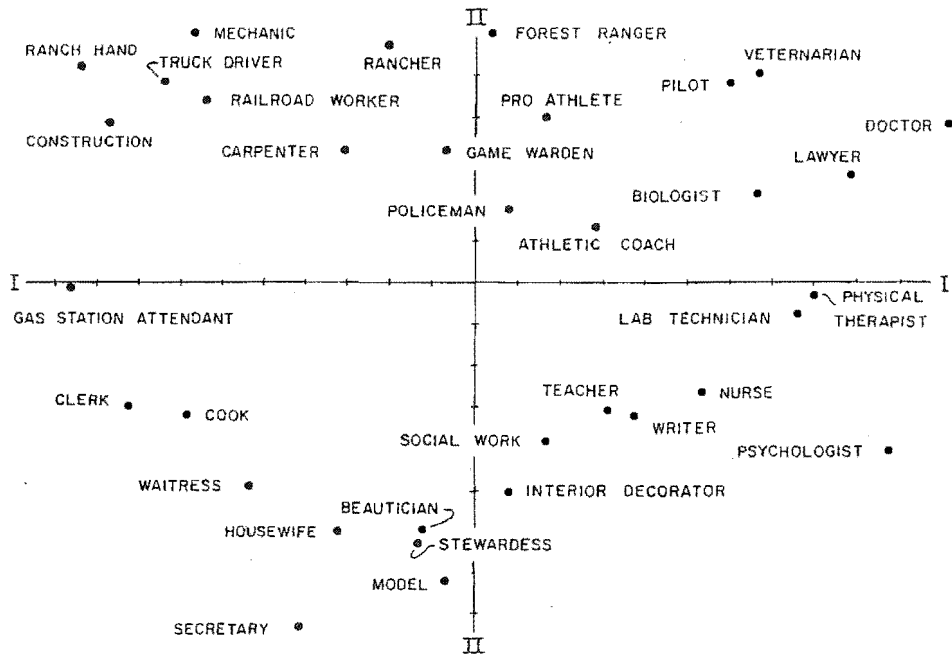 II
MECHANIC
FOREST RANGER
RANCH HAND
TRUCK DRIVER
RANCHER
VETERNARIAN
PILOT
RAILROAD WORKER
PRO ATHLETE
CONSTRUCTION
DOCTOR
CARPENTER
GAME WARDEN
LAWYER
BIOLOGIST
POLICEMAN
ATHLETIC COACH
I
I
GAS STATION ATTENDANT
PHYSICAL
THERAPIST
LAB TECHNICIAN
CLERK
COOK
TEACHER
NURSE
WRITER
SOCIAL WORK
PSYCHOLOGIST
WAITRESS
INTERIOR DECORATOR
BEAUTICIAN
HOUSEWIFE
STEWARDESS
MODEL
SECRETARY
II